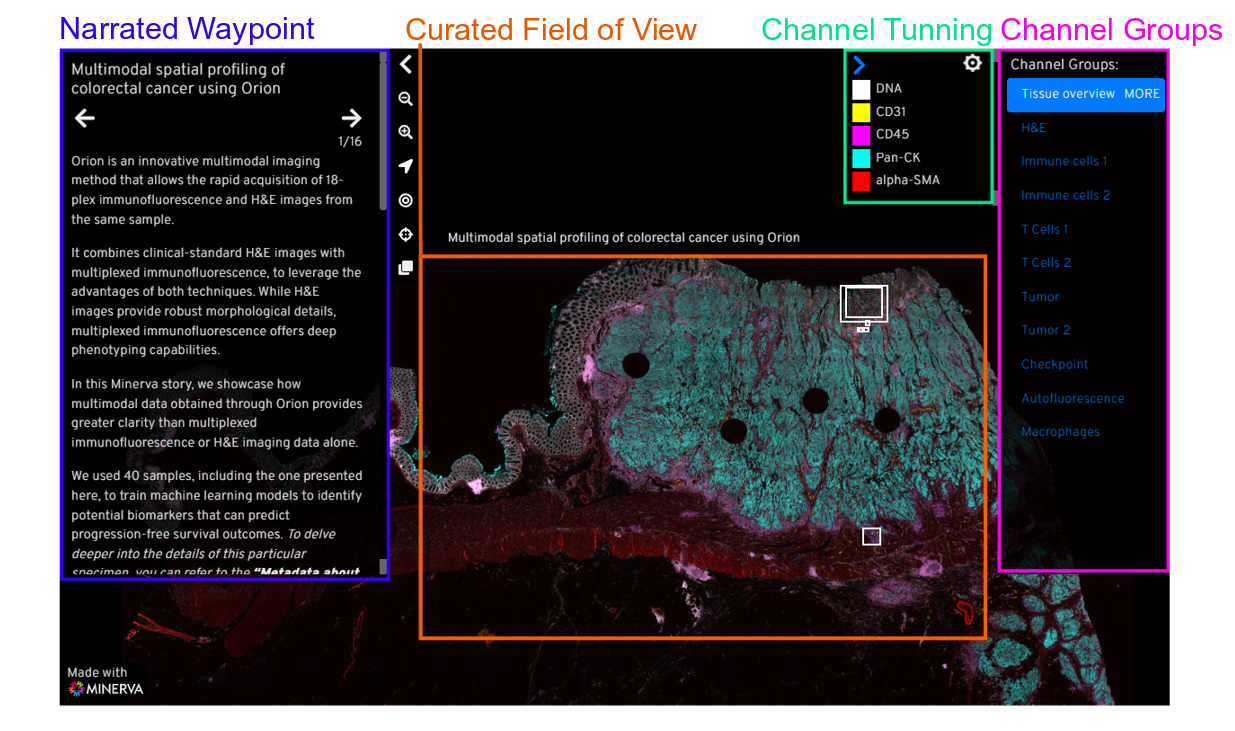 Narrated Waypoint
Curated Field of View
Channel Tunning
Channel Groups
Multimodal spatial profiling of
colorectal cancer using Orion
1/16
Orion is an innovative multimodal imaging
method that allows the rapid acquisition of 18-
plex immunofluorescence and H&E images from
the same sample.
It combines clinical-standard H&E images with
multiplexed immunofluorescence, to leverage the
advantages of both techniques. While H&E
images provide robust morphological details,
multiplexed immunofluorescence offers deep
phenotyping capabilities.
In this Minerva story, we showcase how
multimodal data obtained through Orion provides
greater clarity than multiplexed
immunofluorescence or H&E imaging data alone.
We used 40 samples, including the one presented
here, to train machine learning models to identify
potential biomarkers that can predict
progression-free survival outcomes. To delve
deeper into the details of this particular
specimen, you can refer to the “Metadata about
Made with
MINERVA
Multimodal spatial profiling of colorectal cancer using Orion
DNA
CD31
CD45
Pan-CK
alpha-SMA
Channel Groups:
Tissue overview MORE
H&E
Immune cells 1
Immune cells 2
T Cells 1
T Cells 2
Tumor
Tumor 2
Checkpoint
Autofluorescence
Macrophages